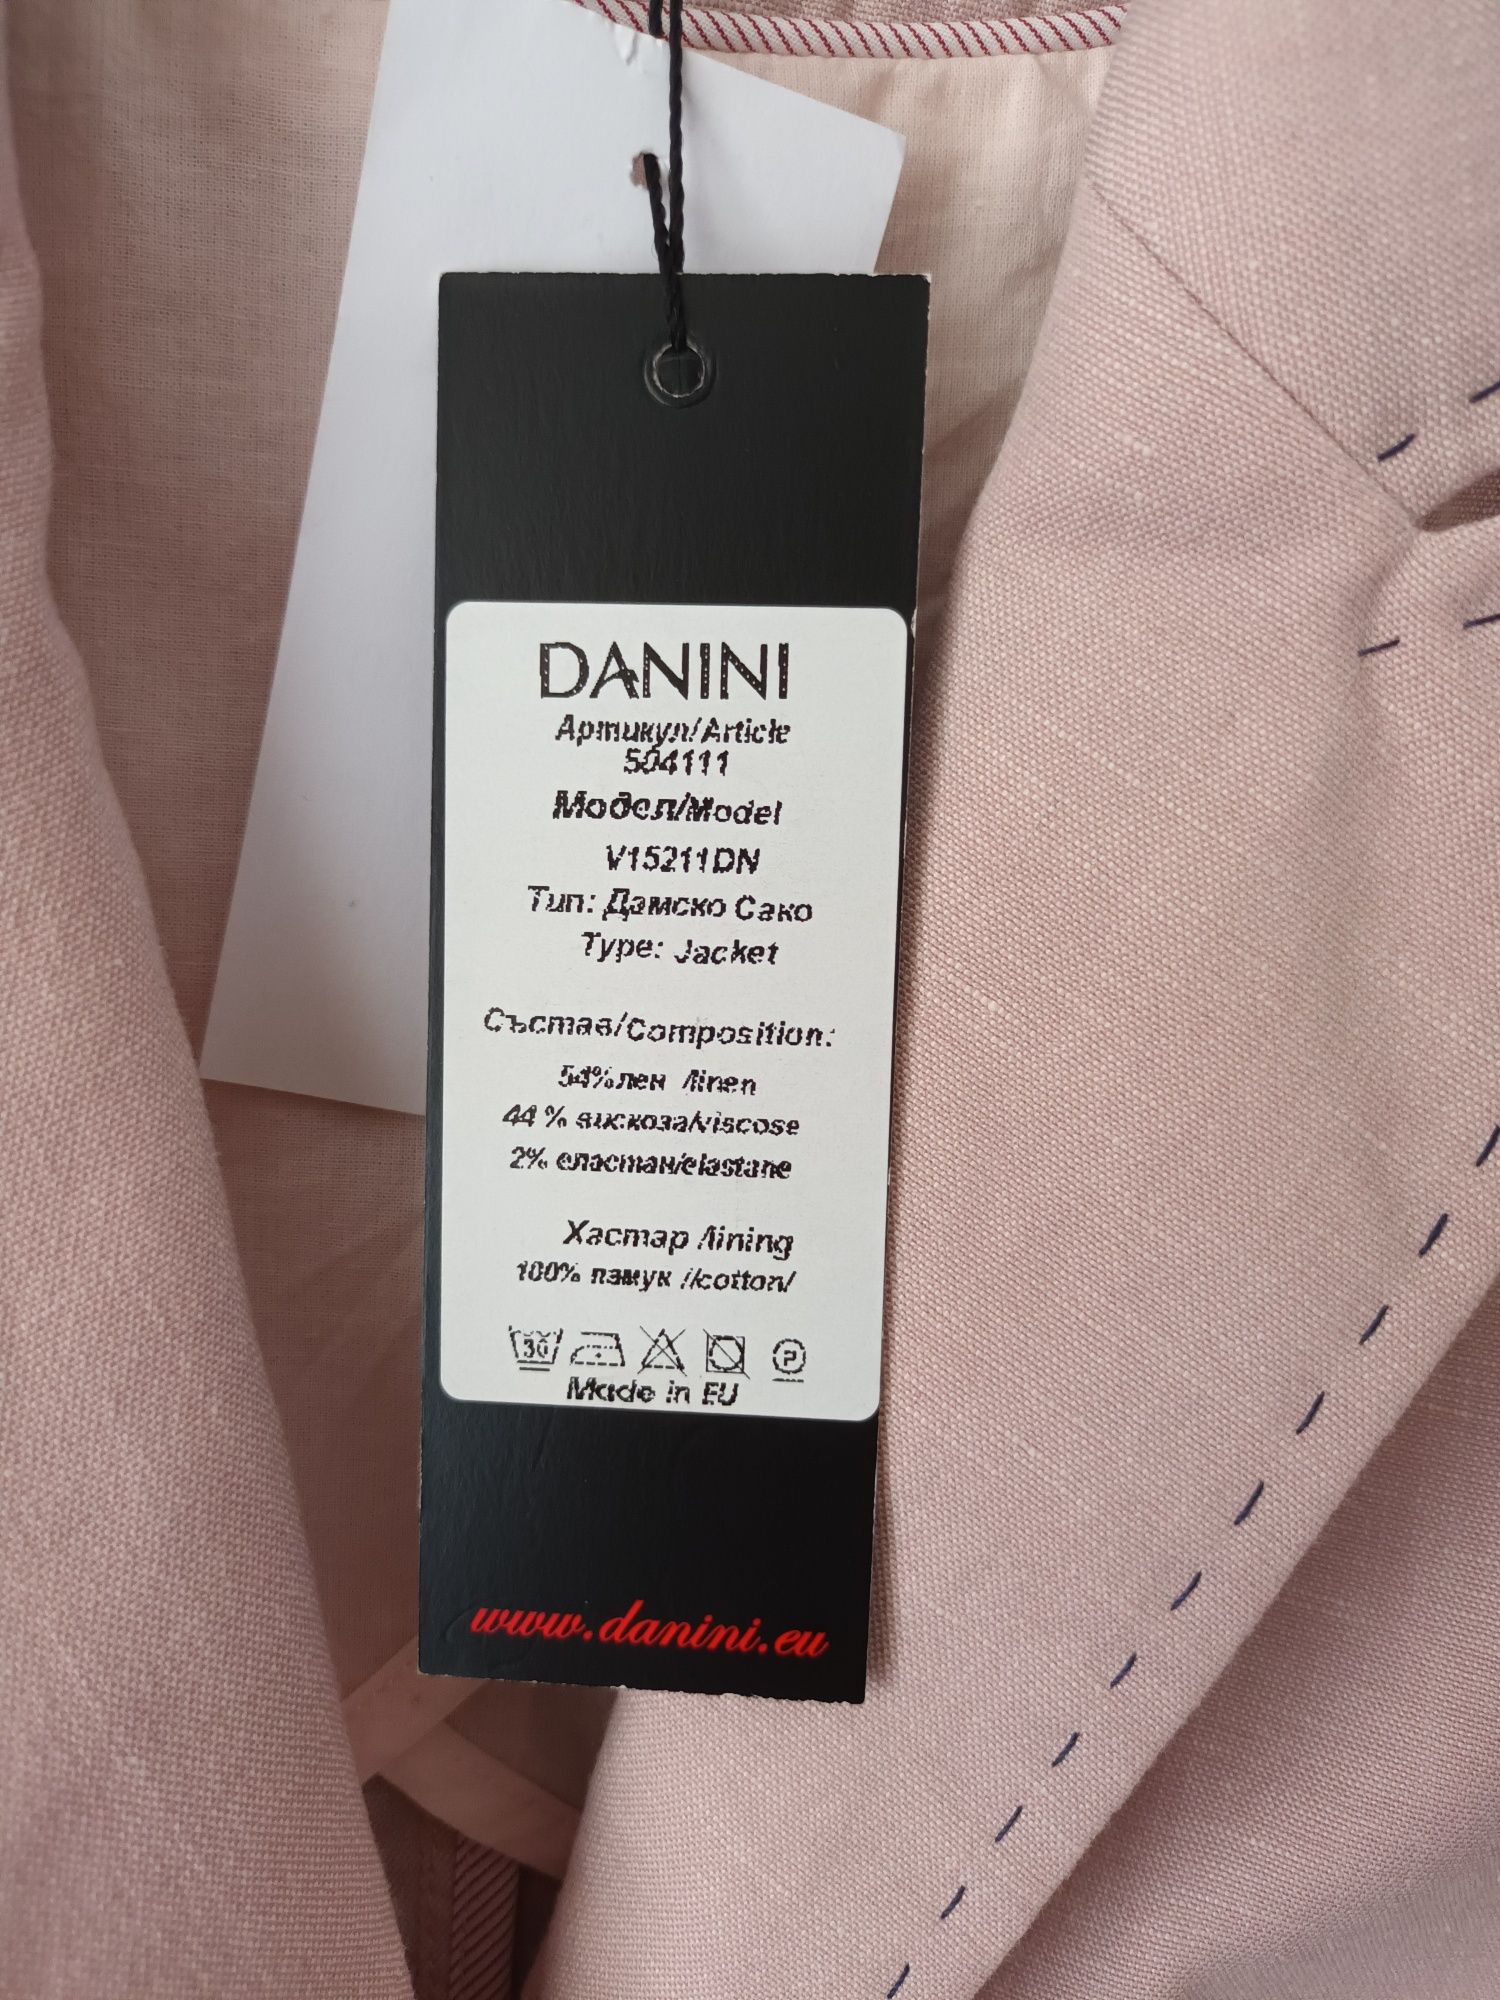 DANINI
Артикул/Article
504111
Модел/Model
V15211DN
Тип: Дамско Сако
Type: Jacket
Състав/Composition:
54%лен /linen
44 % вискоза/viscose
2% еластан/elastane
Хастар /lining
100% памук /cotton/
30 P
Made in EU
www.danini.eu